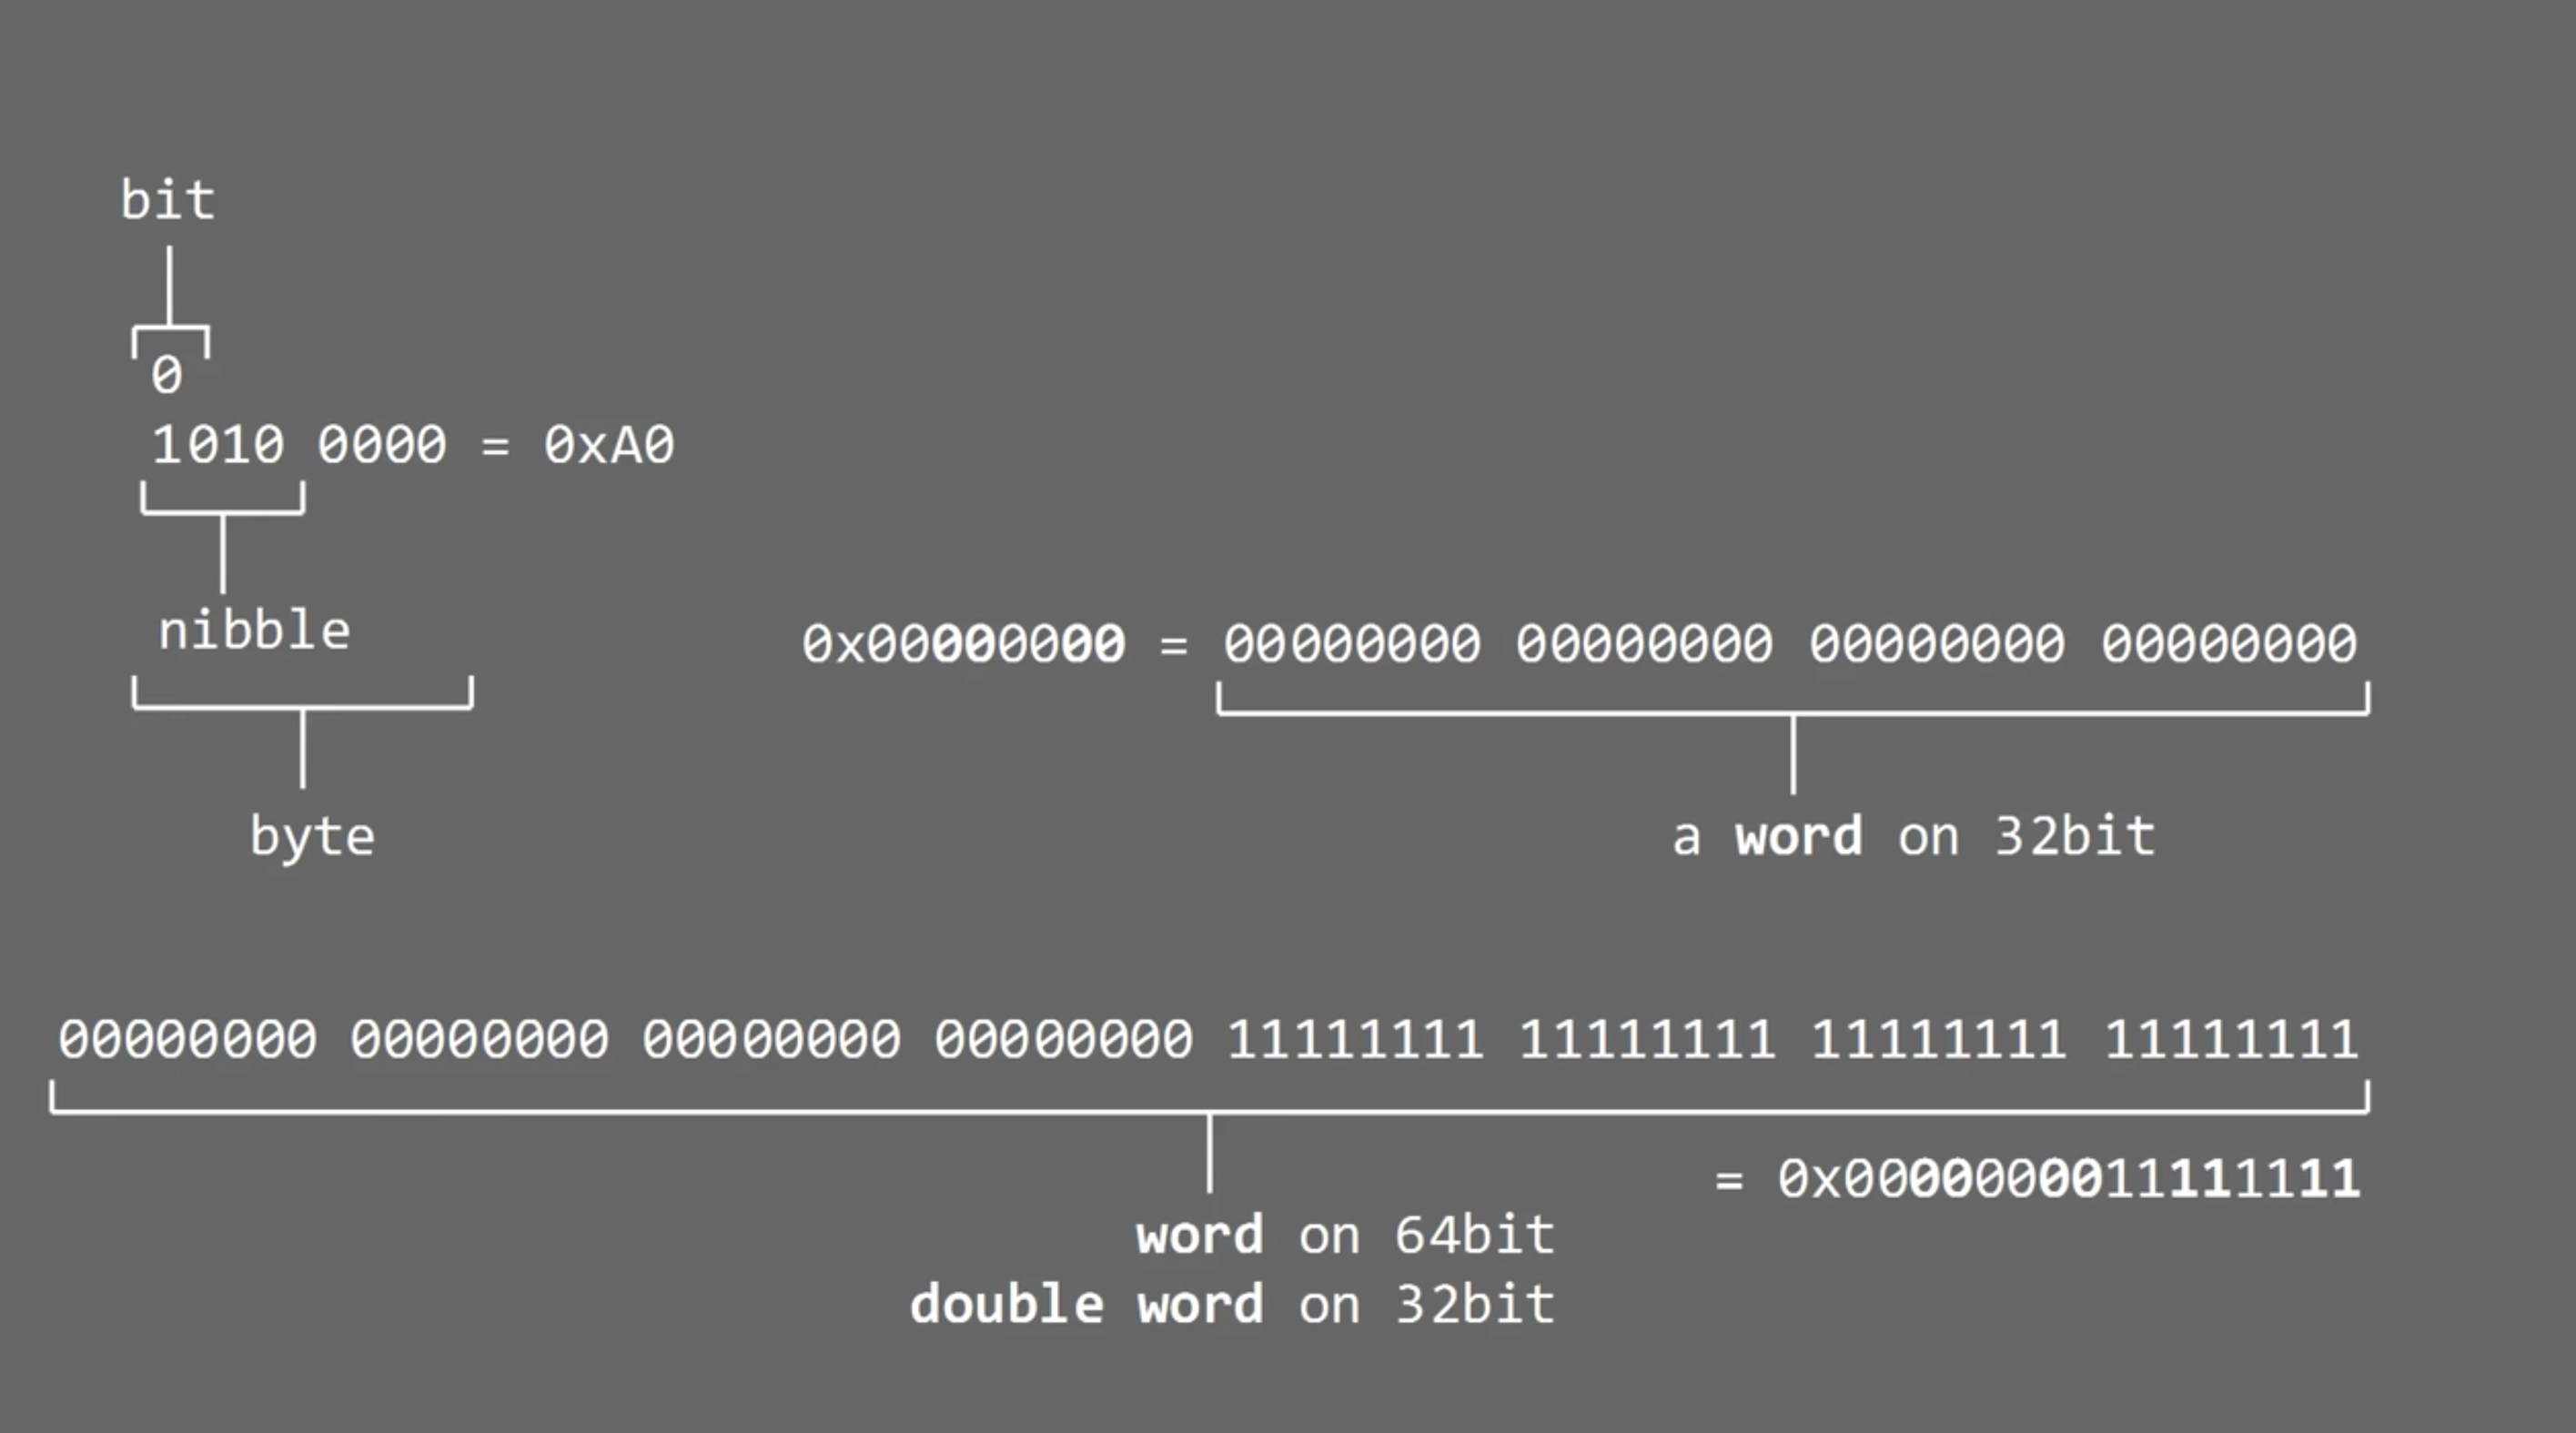 bit
0
1010 0000 = 0xA0
nibble
0x00000000 = 00000000 00000000 00000000 00000000
byte
a word on 32bit
00000000 00000000 00000000 00000000 11111111 11111111 11111111 11111111
= 0x0000000011111111
word on 64bit
double word on 32bit